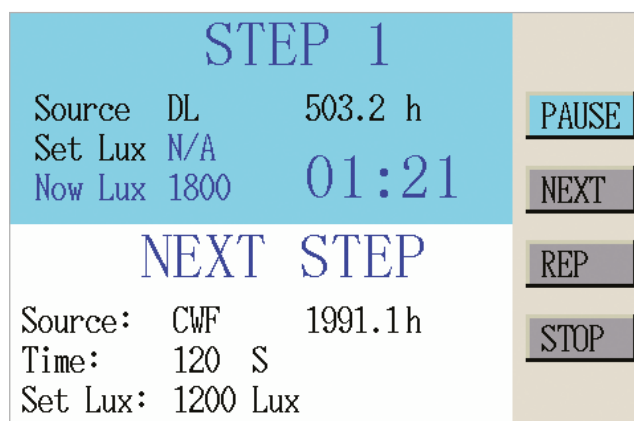 STEP 1
Source DL 503.2 h
Set Lux N/A
Now Lux 1800 01:21
NEXT STEP
Source: CWF 1991.1h
Time: 120 S
Set Lux: 1200 Lux
PAUSE
NEXT
REP
STOP